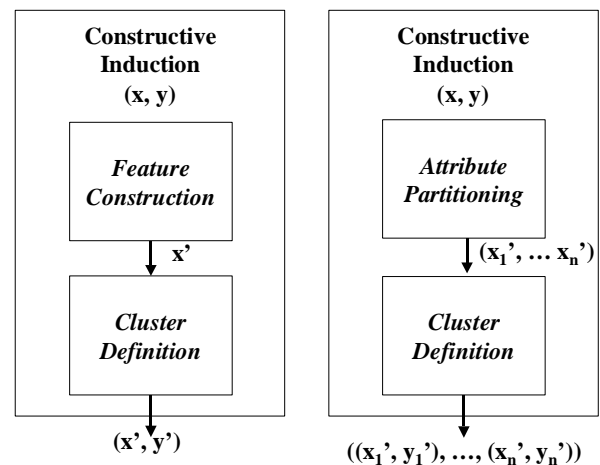 Constructive
Induction
(x, y)
Feature
Construction
x’
Cluster
Definition
(x’, y’)
Constructive
Induction
(x, y)
Attribute
Partitioning
(x₁’, … xₙ’)
Cluster
Definition
((x₁’, y₁’), …, (xₙ’, yₙ’))